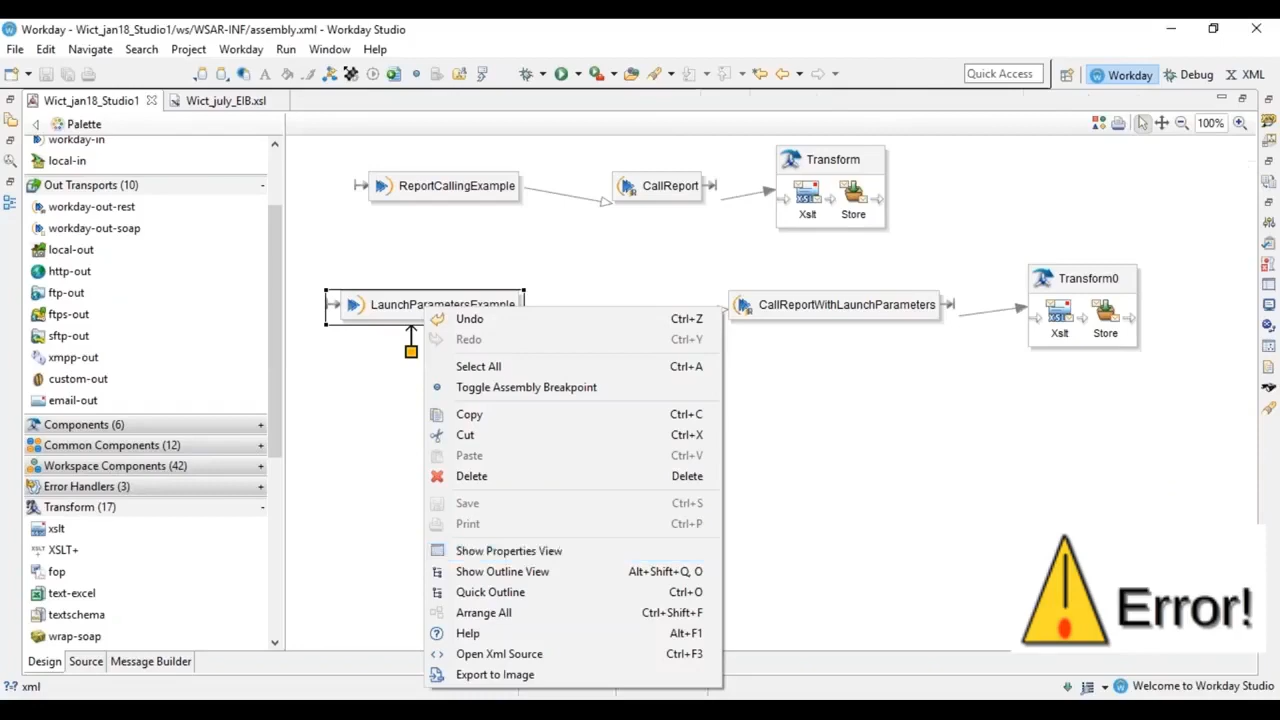 Workday - Wict_jan18_Studio1/ws/WSAR-INF/assembly.xml - Workday Studio
File Edit Navigate Search Project Workday Run Window Help
Quick Access
Workday Debug XML
Wict_jan18_Studio1 Wict_july_EIB.xsl
Palette
100%
workday-in
local-in
Out Transports (10) -
workday-out-rest
workday-out-soap
local-out
http-out
ftp-out
ftps-out
sftp-out
xmpp-out
custom-out
email-out
Components (6) +
Common Components (12) +
Workspace Components (42) +
Error Handlers (3) +
Transform (17) -
xslt
XSLT+
fop
text-excel
textschema
wrap-soap
ReportCallingExample
CallReport
Transform
Xslt Store
LaunchParametersExample
CallReportWithLaunchParameters
Transform0
Xslt Store
Undo Ctrl+Z
Redo Ctrl+Y
Select All Ctrl+A
Toggle Assembly Breakpoint
Copy Ctrl+C
Cut Ctrl+X
Paste Ctrl+V
Delete Delete
Save Ctrl+S
Print Ctrl+P
Show Properties View
Show Outline View Alt+Shift+Q, O
Quick Outline Ctrl+O
Arrange All Ctrl+Shift+F
Help Alt+F1
Open Xml Source Ctrl+F3
Export to Image
Error!
Design Source Message Builder
xml
Welcome to Workday Studio